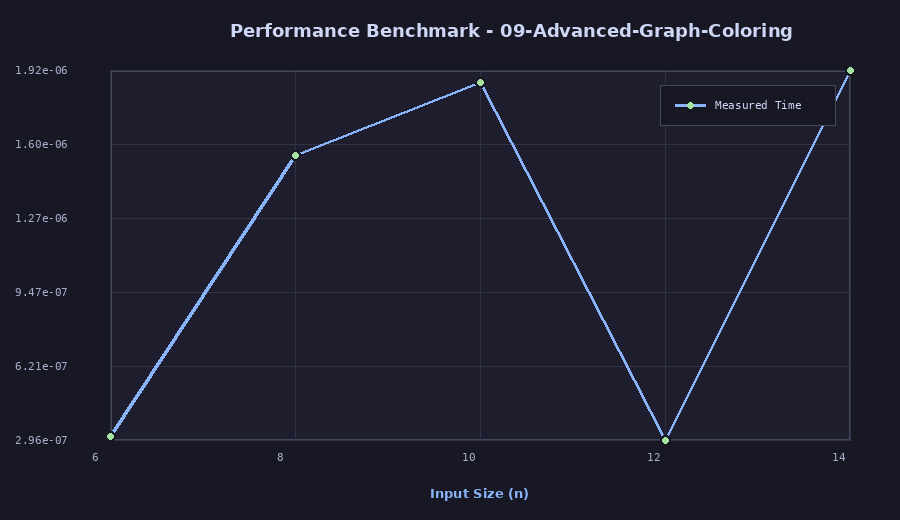 Performance Benchmark - 09-Advanced-Graph-Coloring
1.92e-06
Measured Time
1.60e-06
1.27e-06
9.47e-07
6.21e-07
2.96e-07
6 8 10 12 14
Input Size (n)